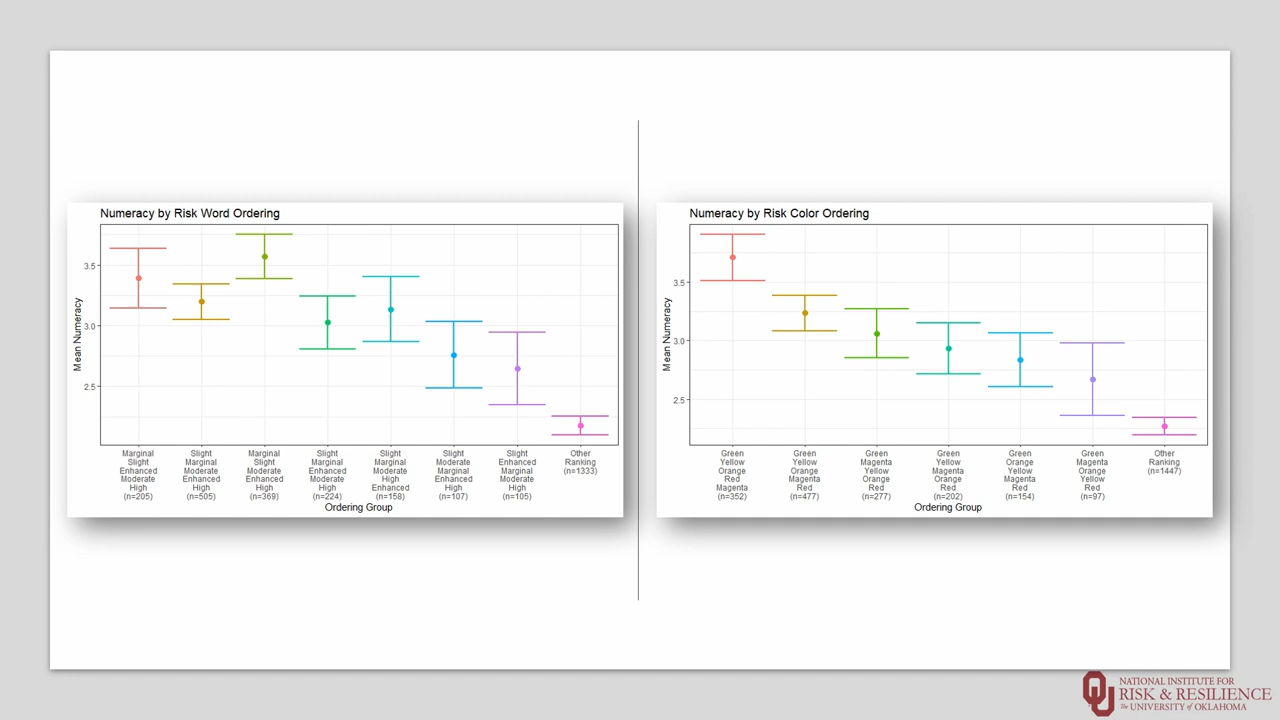 Numeracy by Risk Word Ordering
Mean Numeracy
3.5
3.0
2.5
Marginal
Slight
Enhanced
Moderate
High
(n=205)
Slight
Marginal
Moderate
Enhanced
High
(n=505)
Marginal
Slight
Moderate
Enhanced
High
(n=369)
Slight
Marginal
Enhanced
Moderate
High
(n=224)
Slight
Marginal
Moderate
High
Enhanced
(n=158)
Slight
Moderate
Marginal
Enhanced
High
(n=107)
Slight
Enhanced
Marginal
Moderate
High
(n=105)
Other
Ranking
(n=1333)
Ordering Group
Numeracy by Risk Color Ordering
Mean Numeracy
3.5
3.0
2.5
Green
Yellow
Orange
Red
Magenta
(n=352)
Green
Yellow
Orange
Magenta
Red
(n=477)
Green
Magenta
Yellow
Orange
Red
(n=277)
Green
Yellow
Magenta
Orange
Red
(n=202)
Green
Orange
Yellow
Magenta
Red
(n=154)
Green
Magenta
Orange
Yellow
Red
(n=97)
Other
Ranking
(n=1447)
Ordering Group
OU
NATIONAL INSTITUTE FOR
RISK & RESILIENCE
The UNIVERSITY of OKLAHOMA